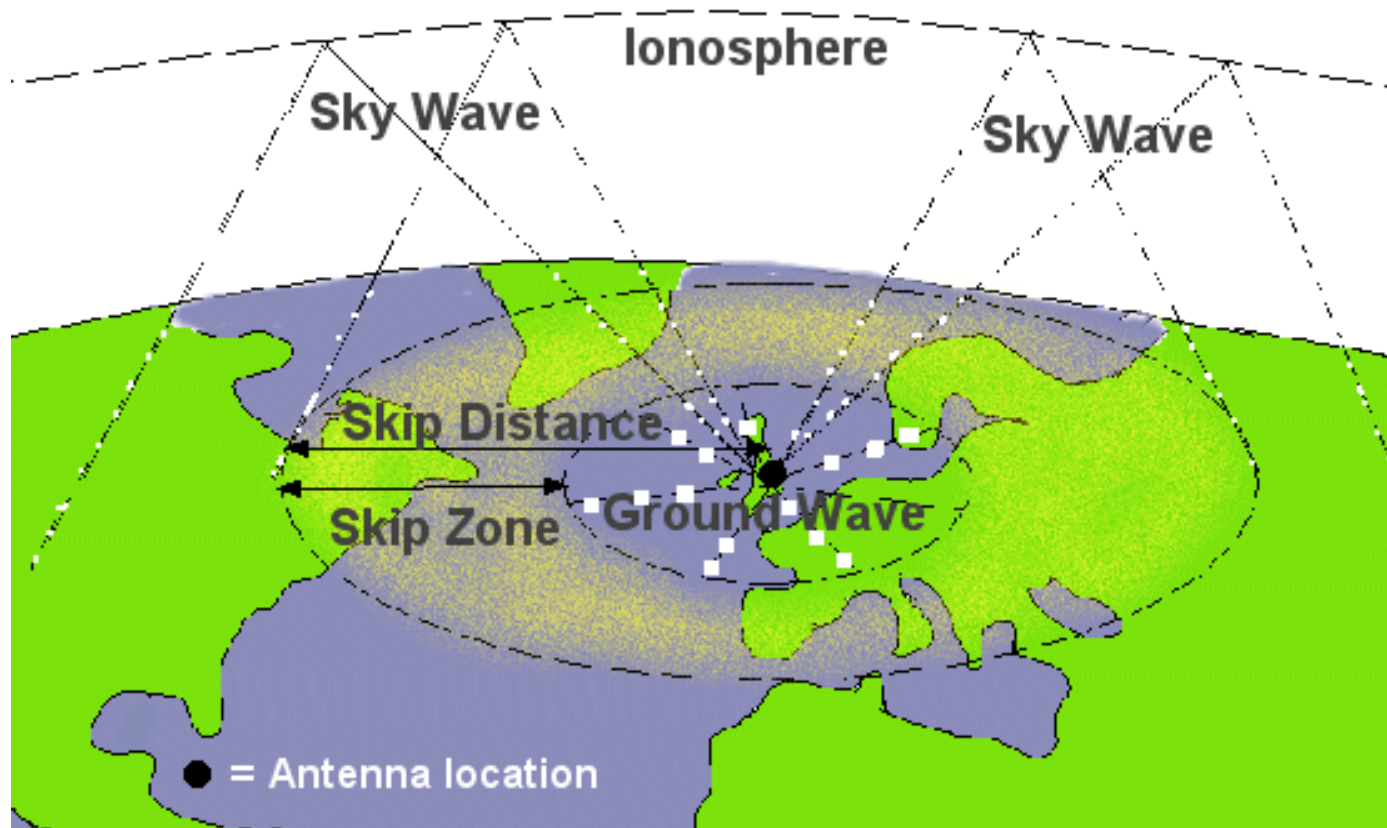 Ionosphere
Sky Wave
Sky Wave
Skip Distance
Skip Zone
Ground Wave
= Antenna location